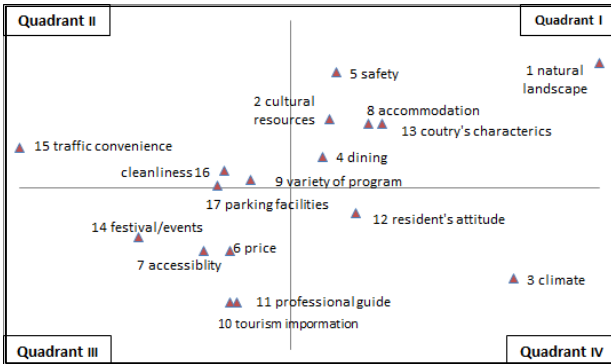 Quadrant II
Quadrant I
5 safety
1 natural
landscape
2 cultural
resources
8 accommodation
13 coutry's characterics
15 traffic convenience
4 dining
cleanliness 16
9 variety of program
17 parking facilities
12 resident's attitude
14 festival/events
6 price
7 accessiblity
3 climate
11 professional guide
10 tourism impormation
Quadrant III
Quadrant IV